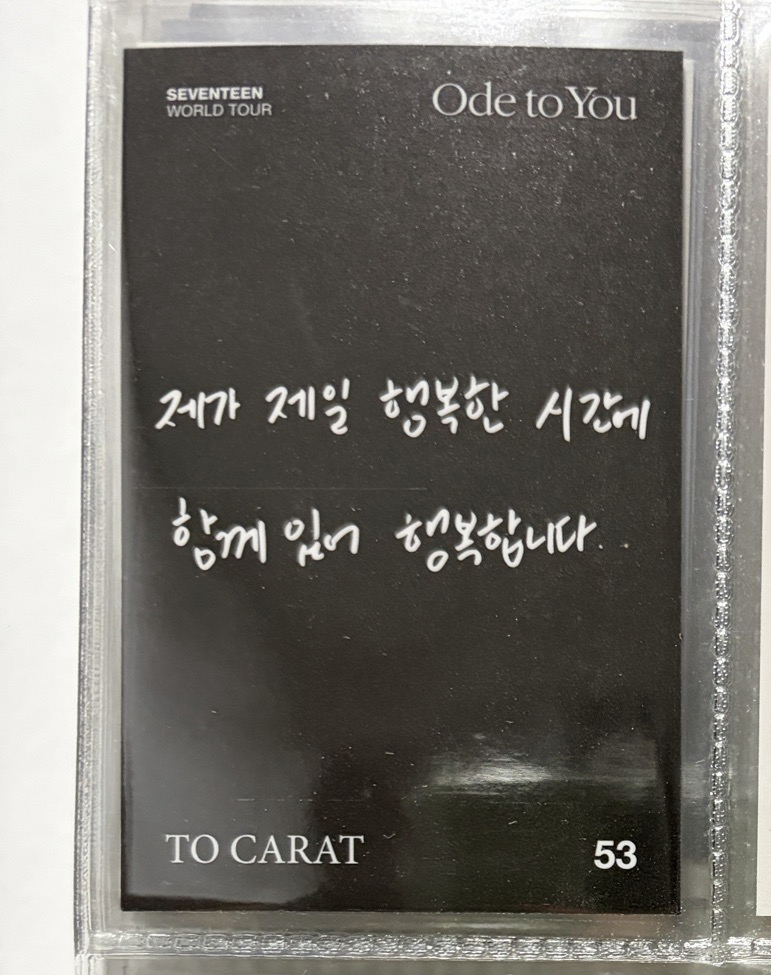 SEVENTEEN
WORLD TOUR
Ode to You
제가 제일 행복한 시간에
함께 있어 행복합니다.
TO CARAT
53